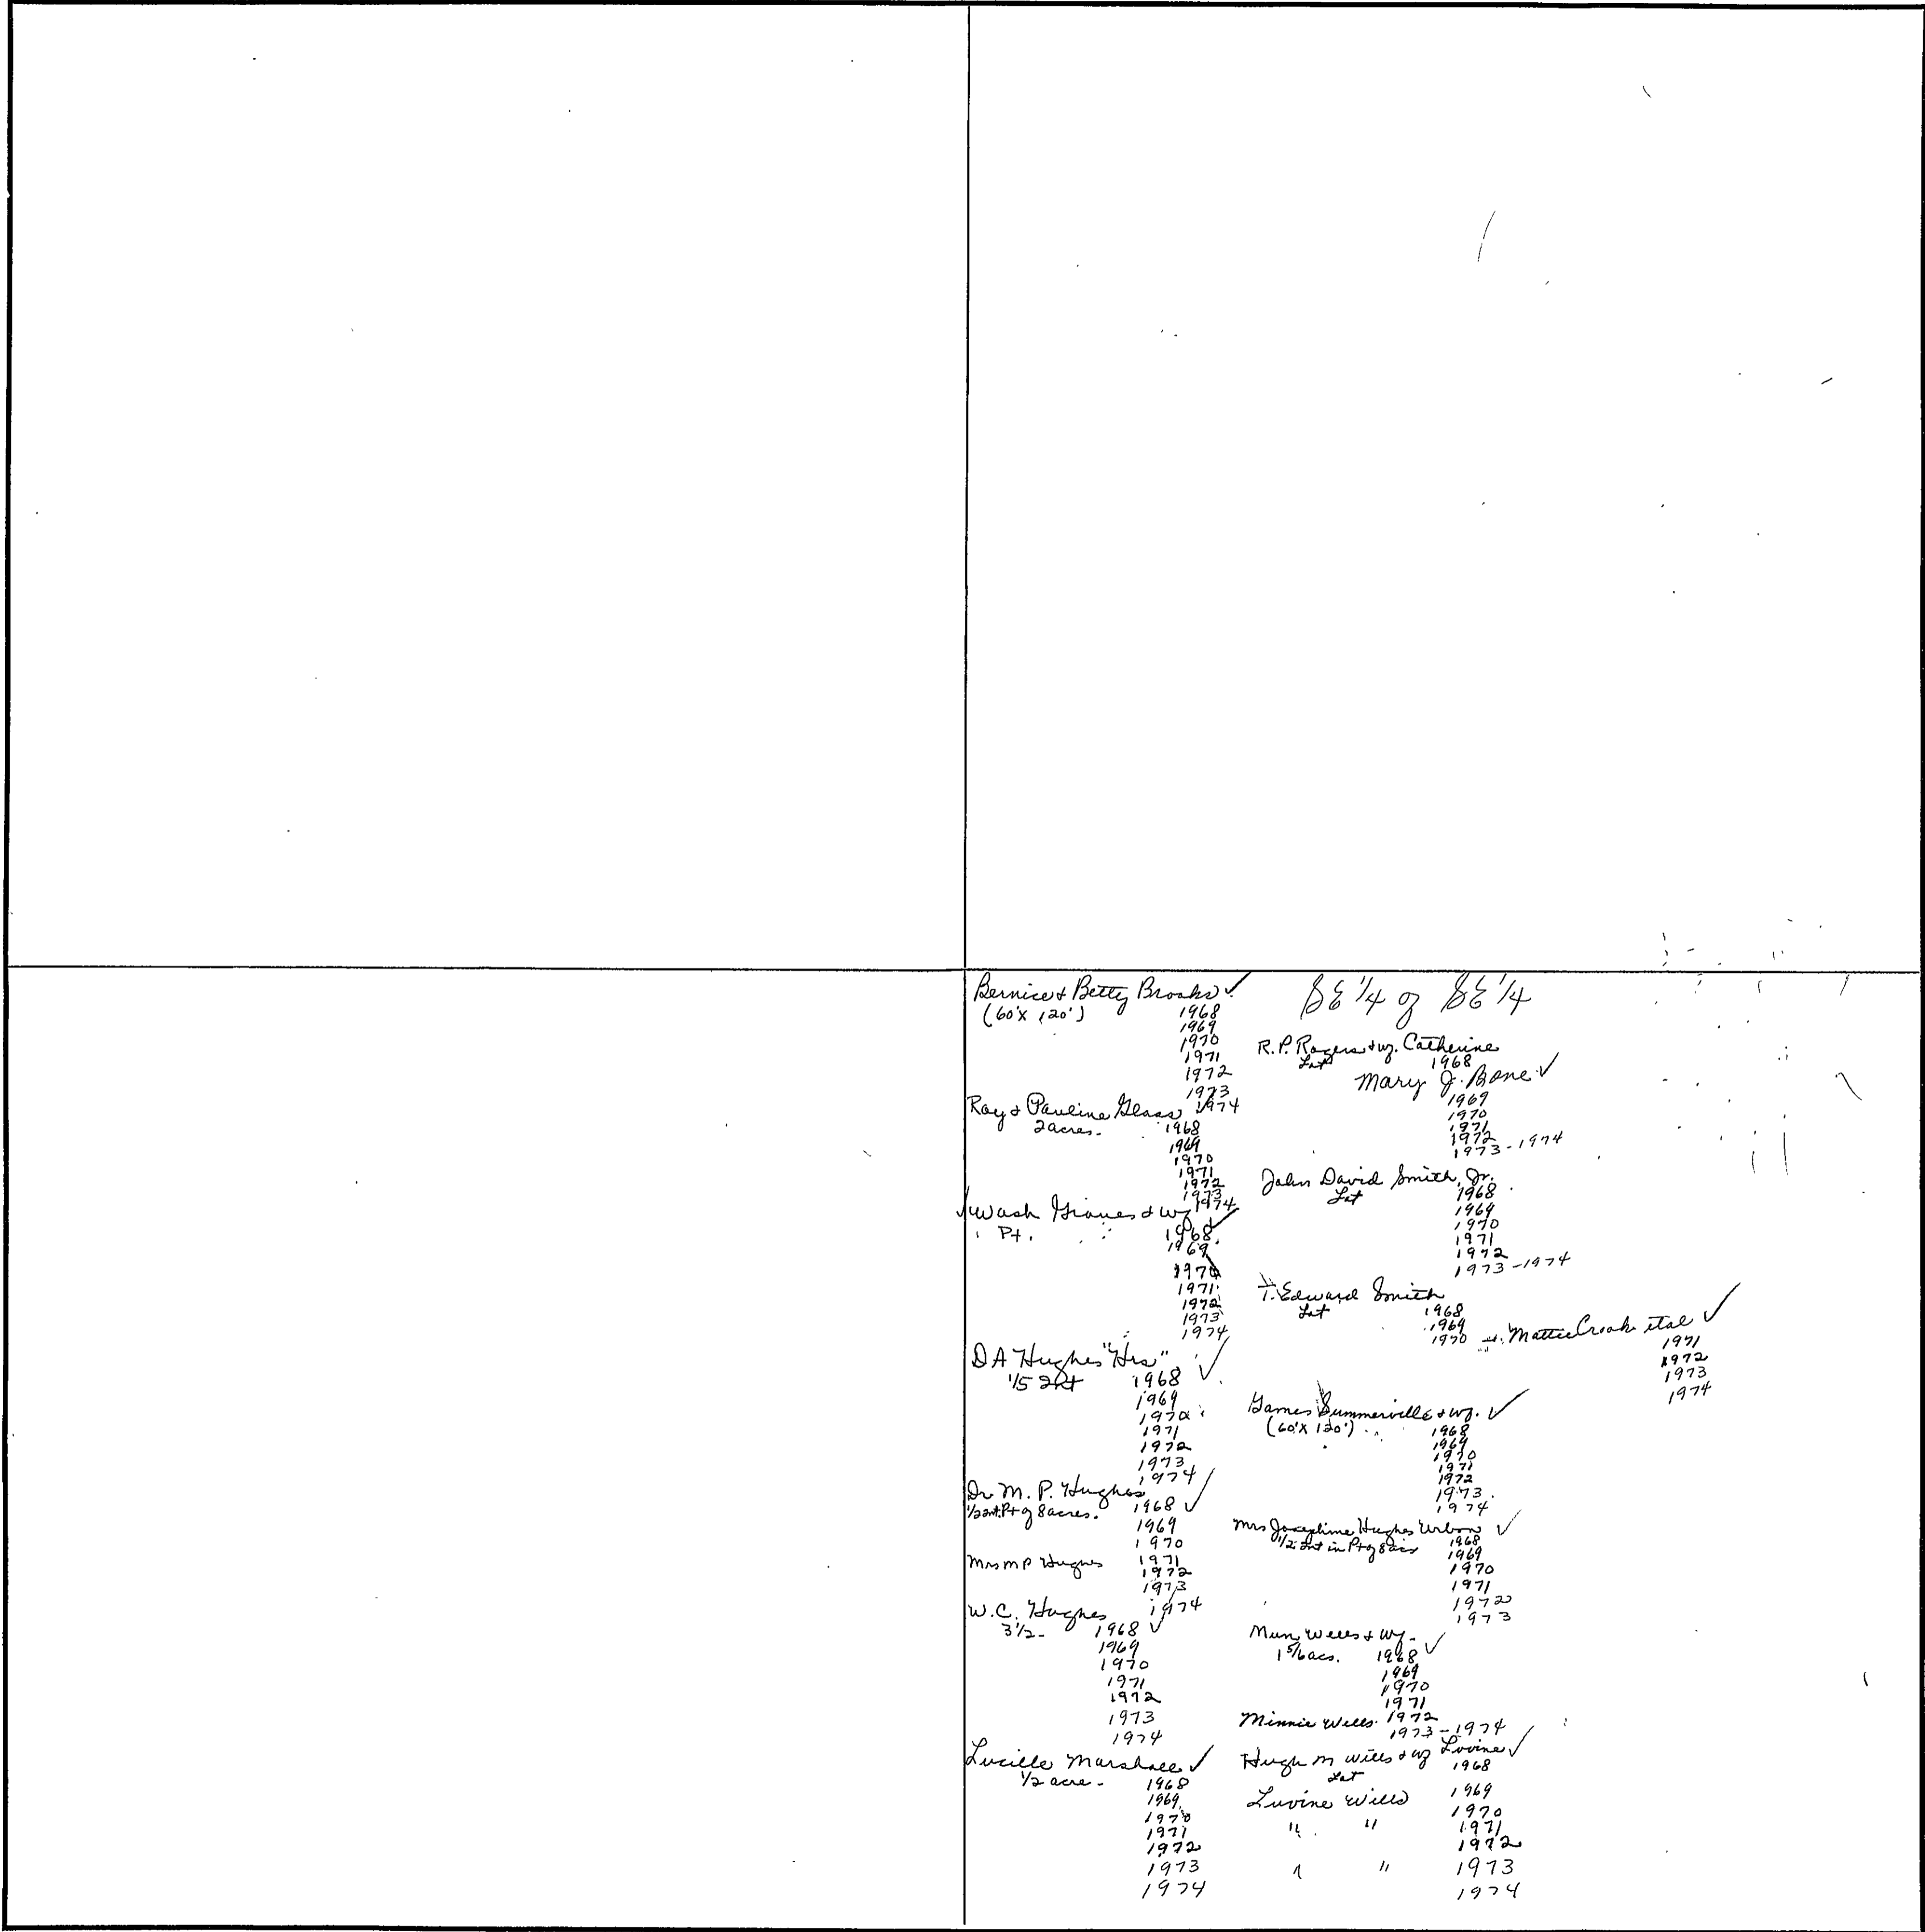 Bernice & Betty Brooks ✓
(60'x 120')
1968
1969
1970
1971
1972
1973
1974
Roy & Pauline Glass
2 acres.
1968
1969
1970
1971
1972
1973
1974
✓ Wash Graves & wf
Pt.
1968
1969
1970
1971
1972
1973
1974
D A Hughes "Hrs" ✓
1/5 Int
1968
1969
1970
1971
1972
1973
1974
Dr M. P. Hughes
1/2 int. Pt of 8 acres.
1968 ✓
1969
1970
Mrs M P Hughes
1971
1972
1973
1974
W.C. Hughes
3 1/2 -
1968 ✓
1969
1970
1971
1972
1973
1974
Lucille Marshall ✓
1/2 acre -
1968
1969
1970
1971
1972
1973
1974
SE 1/4 of SE 1/4
R.P. Rogers & wf. Catherine
Lot
1968
Mary J. Bone ✓
1969
1970
1971
1972
1973 - 1974
John David Smith, Jr.
Lot
1968
1969
1970
1971
1972
1973 - 1974
T. Edward Smith
Lot
1968
1969
1970
Mattie Crook et al ✓
1971
1972
1973
1974
James Summerville & wf. ✓
(60'x 120')
1968
1969
1970
1971
1972
1973
1974
Mrs Josephine Hughes Urban ✓
1/2 Int in Pt of 8 acs
1968
1969
1970
1971
1972
1973
Wells & wf. ✓
1 5/6 acs.
1968
1969
1970
1971
Minnie Wells
1972
1973 - 1974
Hugh M Wills & wf Lovine ✓
Lot
1968
Luvine Wills
1969
1970
" " 1971
1972
" " 1973
1974